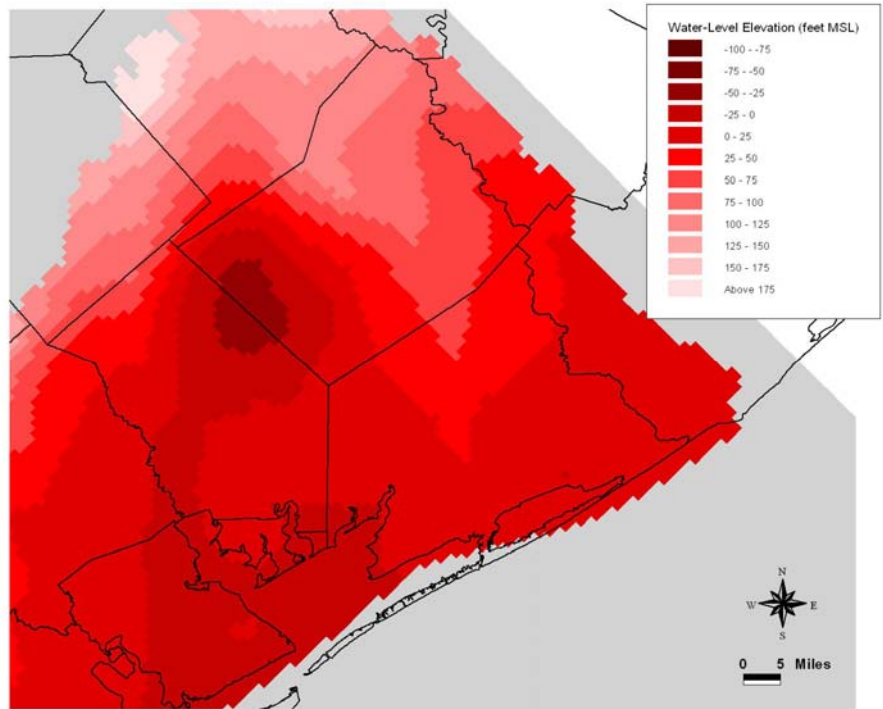 Water-Level Elevation (feet MSL)
-100 - -75
-75 - -50
-50 - -25
-25 - 0
0 - 25
25 - 50
50 - 75
75 - 100
100 - 125
125 - 150
150 - 175
Above 175
N
W E
S
0 5 Miles